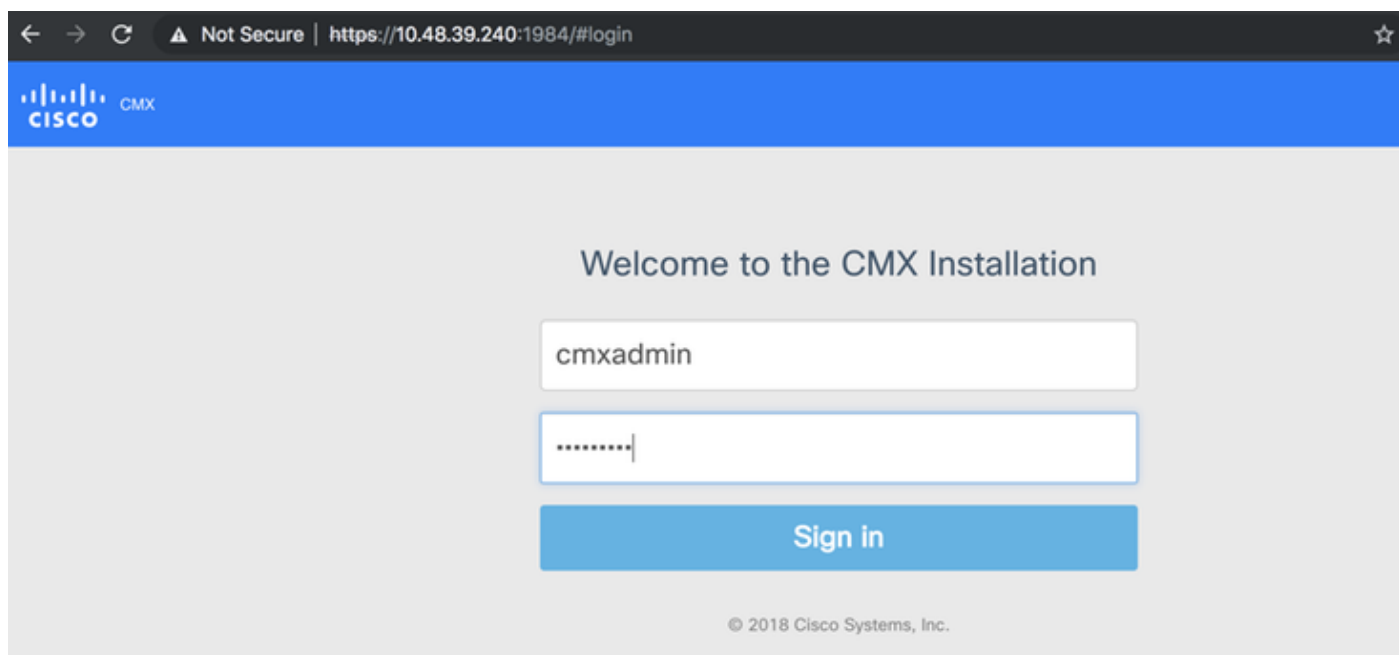 Not Secure | https://10.48.39.240:1984/#login
CISCO CMX
Welcome to the CMX Installation
cmxadmin
•••••••••
Sign in
© 2018 Cisco Systems, Inc.